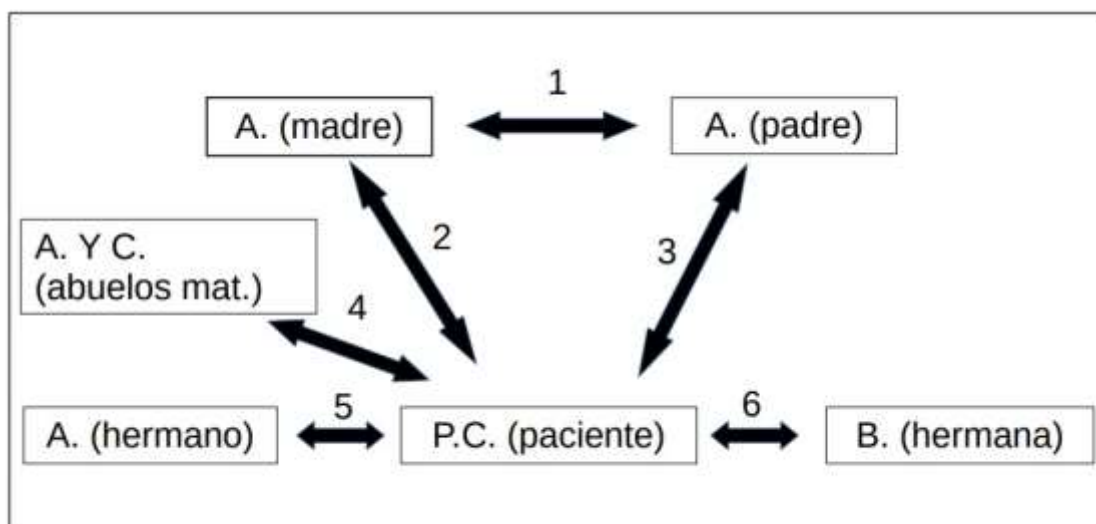 1
A. (madre)
A. (padre)
2
3
A. Y C.
(abuelos mat.)
4
5
6
A. (hermano)
P.C. (paciente)
B. (hermana)